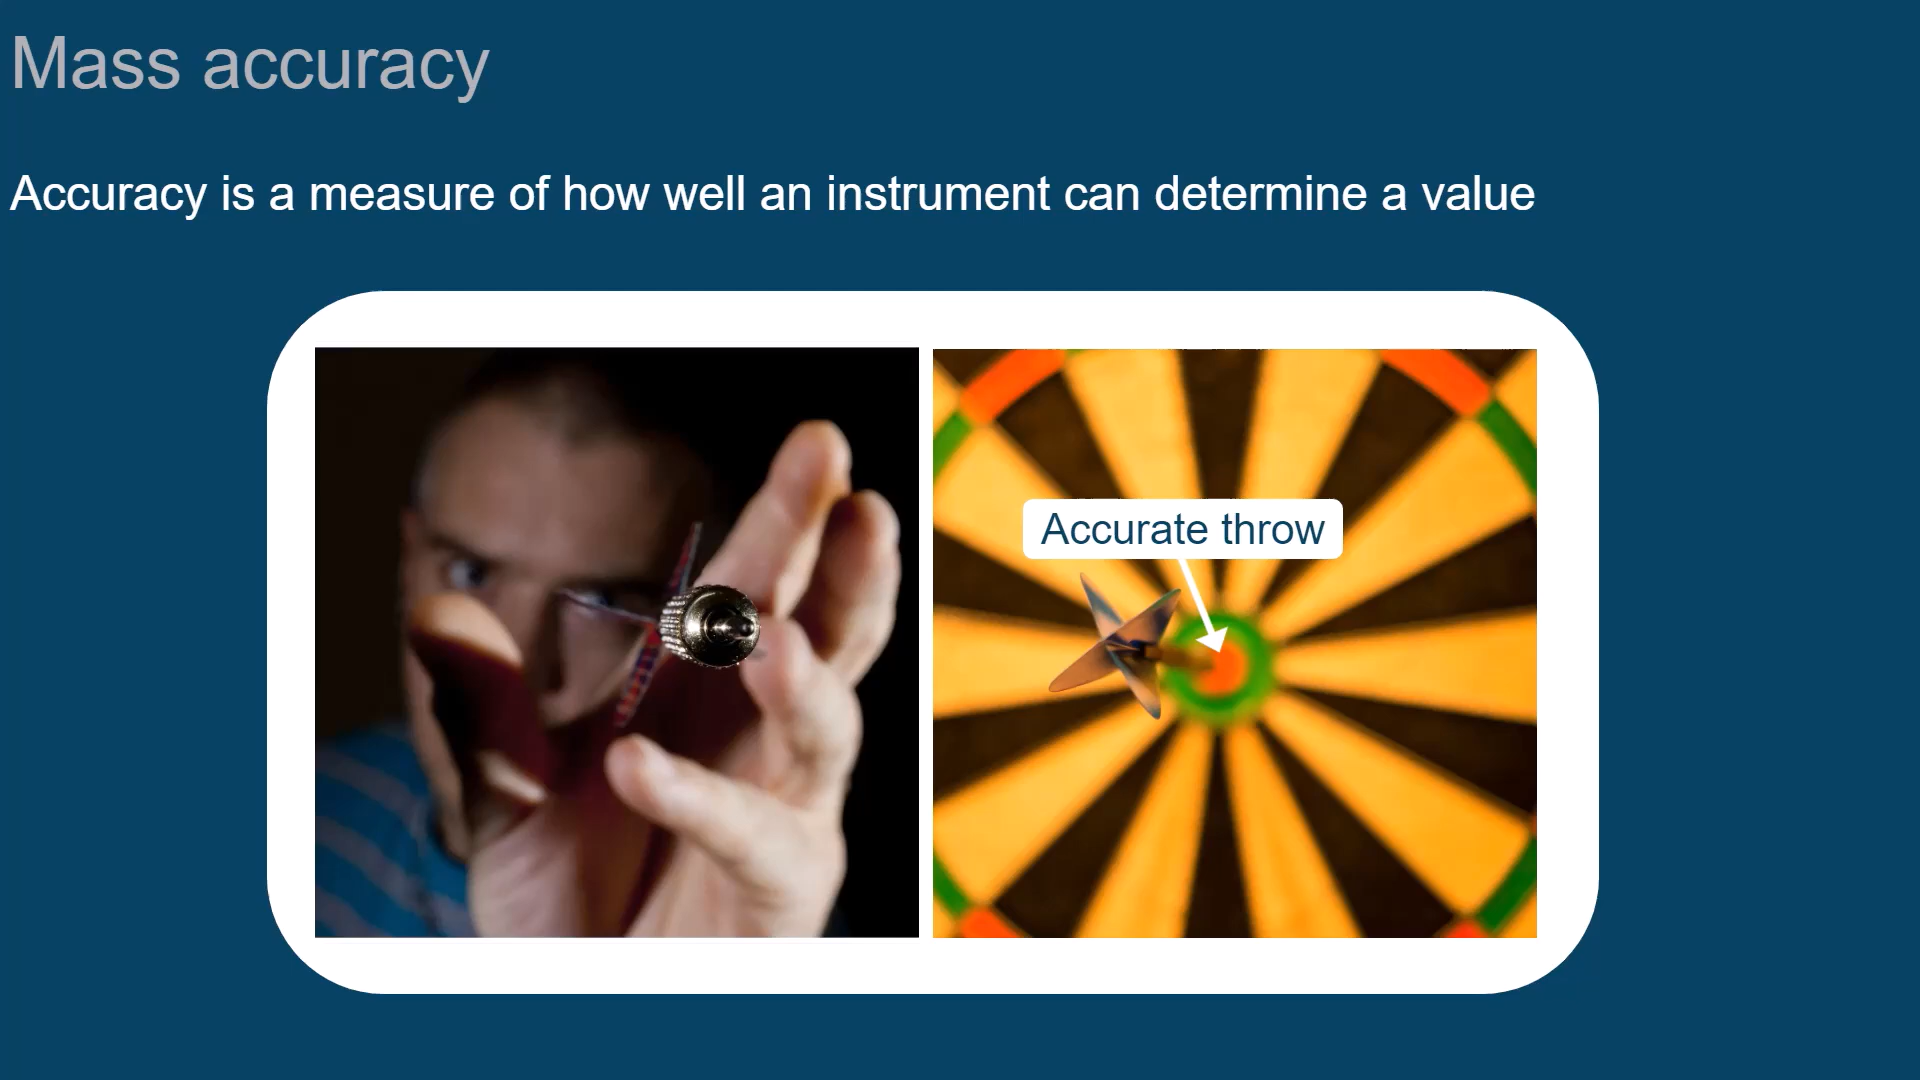 Mass accuracy
Accuracy is a measure of how well an instrument can determine a value
Accurate throw